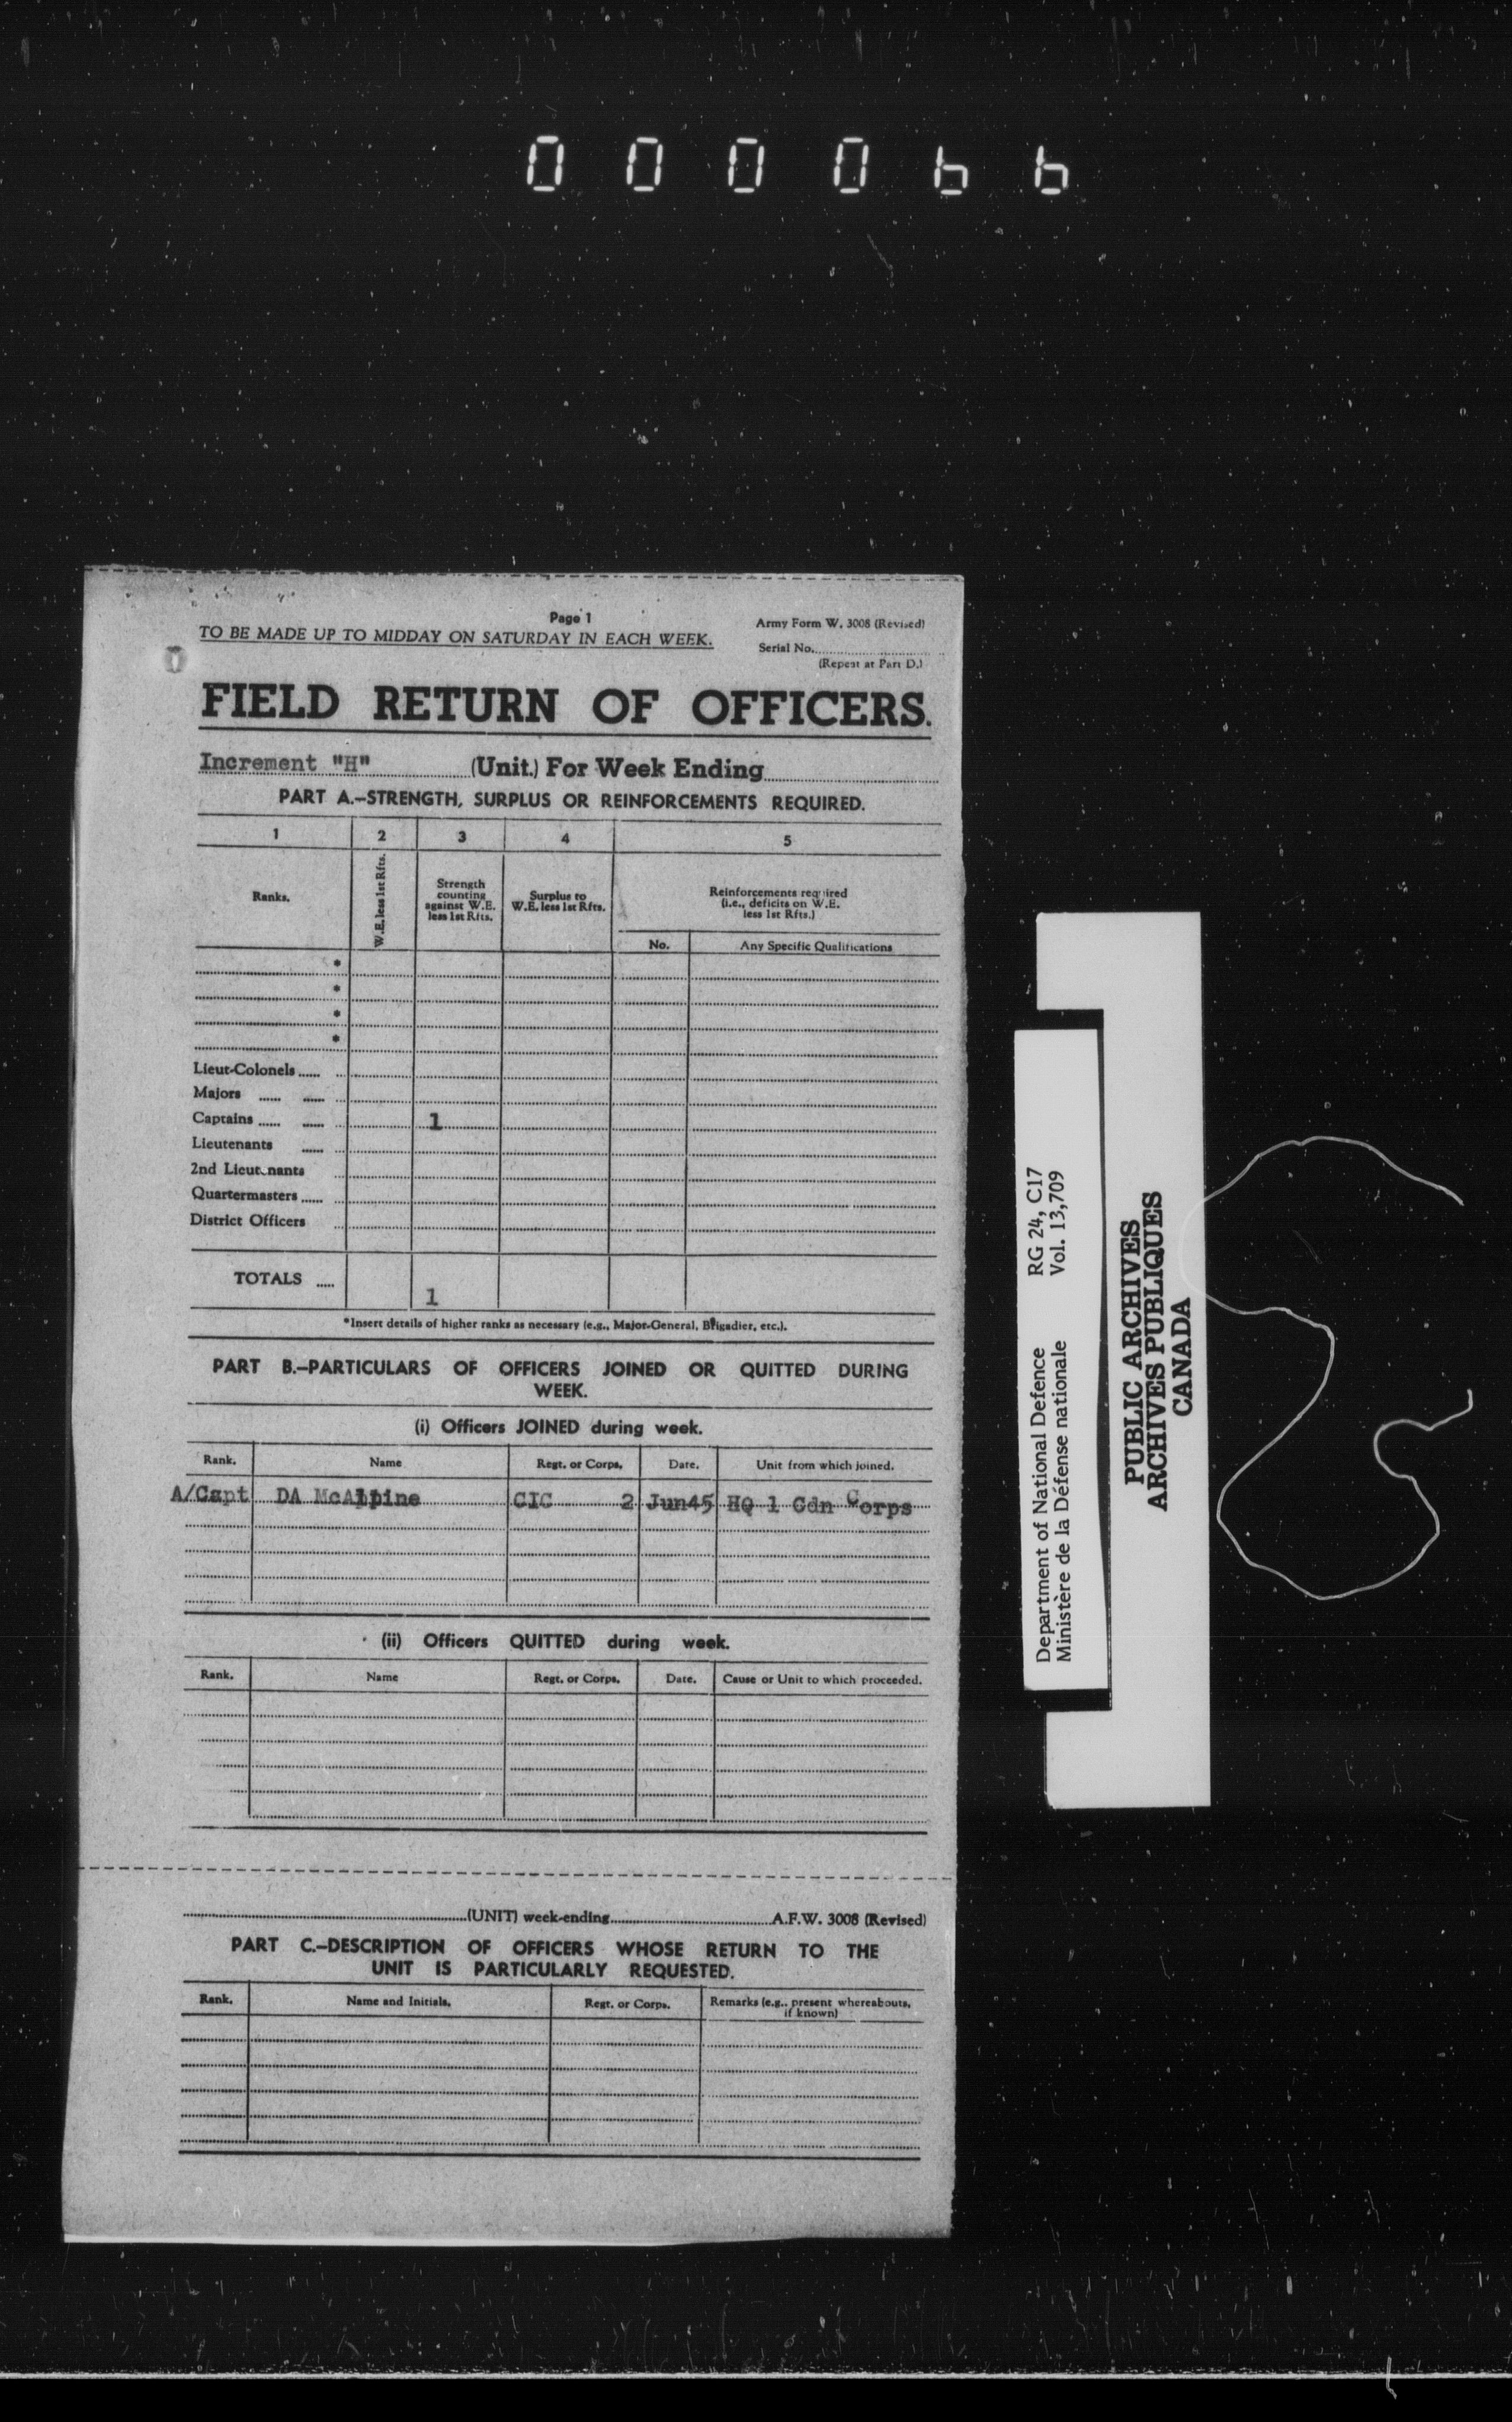 000066
Page 1
TO BE MADE UP TO MIDDAY ON SATURDAY IN EACH WEEK.
Army Form W. 3008 (Revised)
Serial No.
(Repeat at Part D.)
FIELD RETURN OF OFFICERS.
Increment "H" (Unit.) For Week Ending
PART A.-STRENGTH, SURPLUS OR REINFORCEMENTS REQUIRED.
1 2 3 4 5
Ranks.
W.E. less 1st Rfts.
Strength
counting
against W.E.
less 1st Rfts.
Surplus to
W.E. less 1st Rfts.
Reinforcements required
(i.e., deficits on W.E.
less 1st Rfts.)
No. Any Specific Qualifications
*
*
*
*
Lieut-Colonels
Majors
Captains 1
Lieutenants
2nd Lieutenants
Quartermasters
District Officers
TOTALS 1
*Insert details of higher ranks as necessary (e.g., Major-General, Brigadier, etc.).
PART B.-PARTICULARS OF OFFICERS JOINED OR QUITTED DURING
WEEK.
(i) Officers JOINED during week.
Rank. Name Regt. or Corps. Date. Unit from which joined.
A/Capt DA McAlpine CIC 2 Jun45 HQ 1 Cdn Corps
(ii) Officers QUITTED during week.
Rank. Name Regt. or Corps. Date. Cause or Unit to which proceeded.
(UNIT) week-ending A.F.W. 3008 (Revised)
PART C.-DESCRIPTION OF OFFICERS WHOSE RETURN TO THE
UNIT IS PARTICULARLY REQUESTED.
Rank. Name and Initials. Regt. or Corps. Remarks (e.g., present whereabouts,
if known)
Department of National Defence RG 24, C17
Ministère de la Défense nationale Vol. 13,709
PUBLIC ARCHIVES
ARCHIVES PUBLIQUES
CANADA